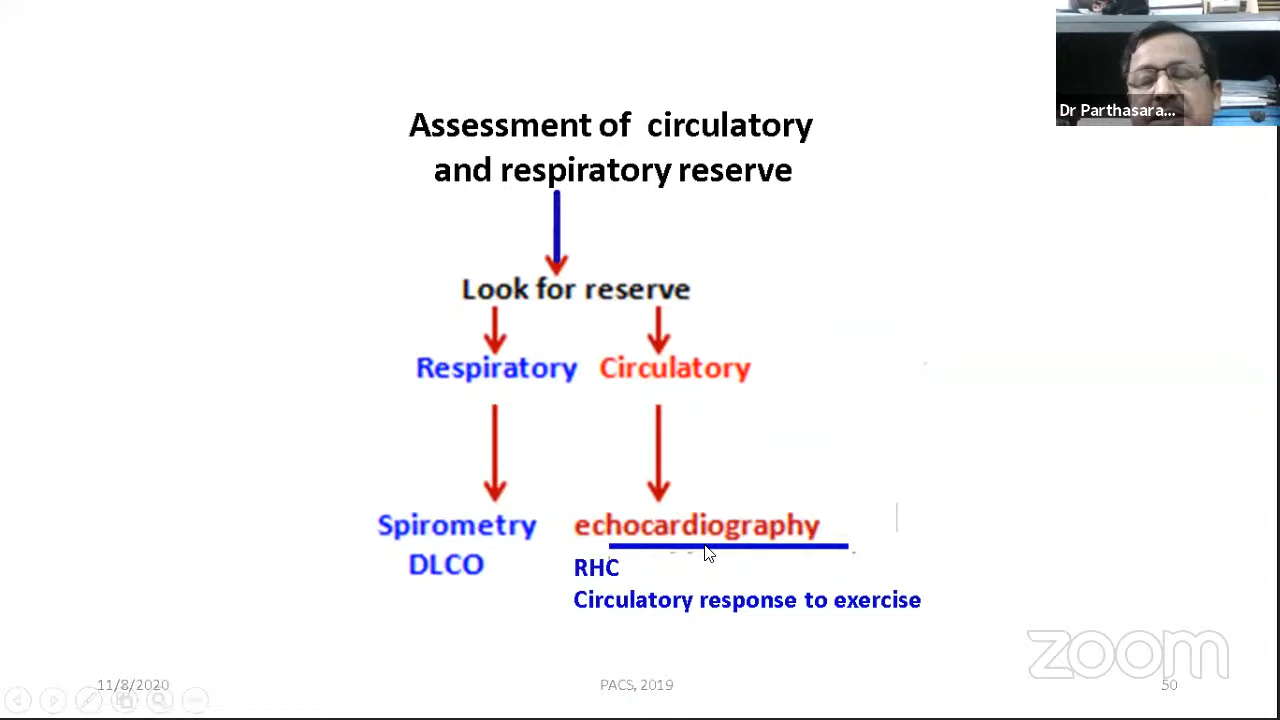 Dr Parthasara...
Assessment of circulatory
and respiratory reserve
Look for reserve
Respiratory Circulatory
Spirometry echocardiography
DLCO RHC
Circulatory response to exercise
zoom
11/8/2020 PACS, 2019 50